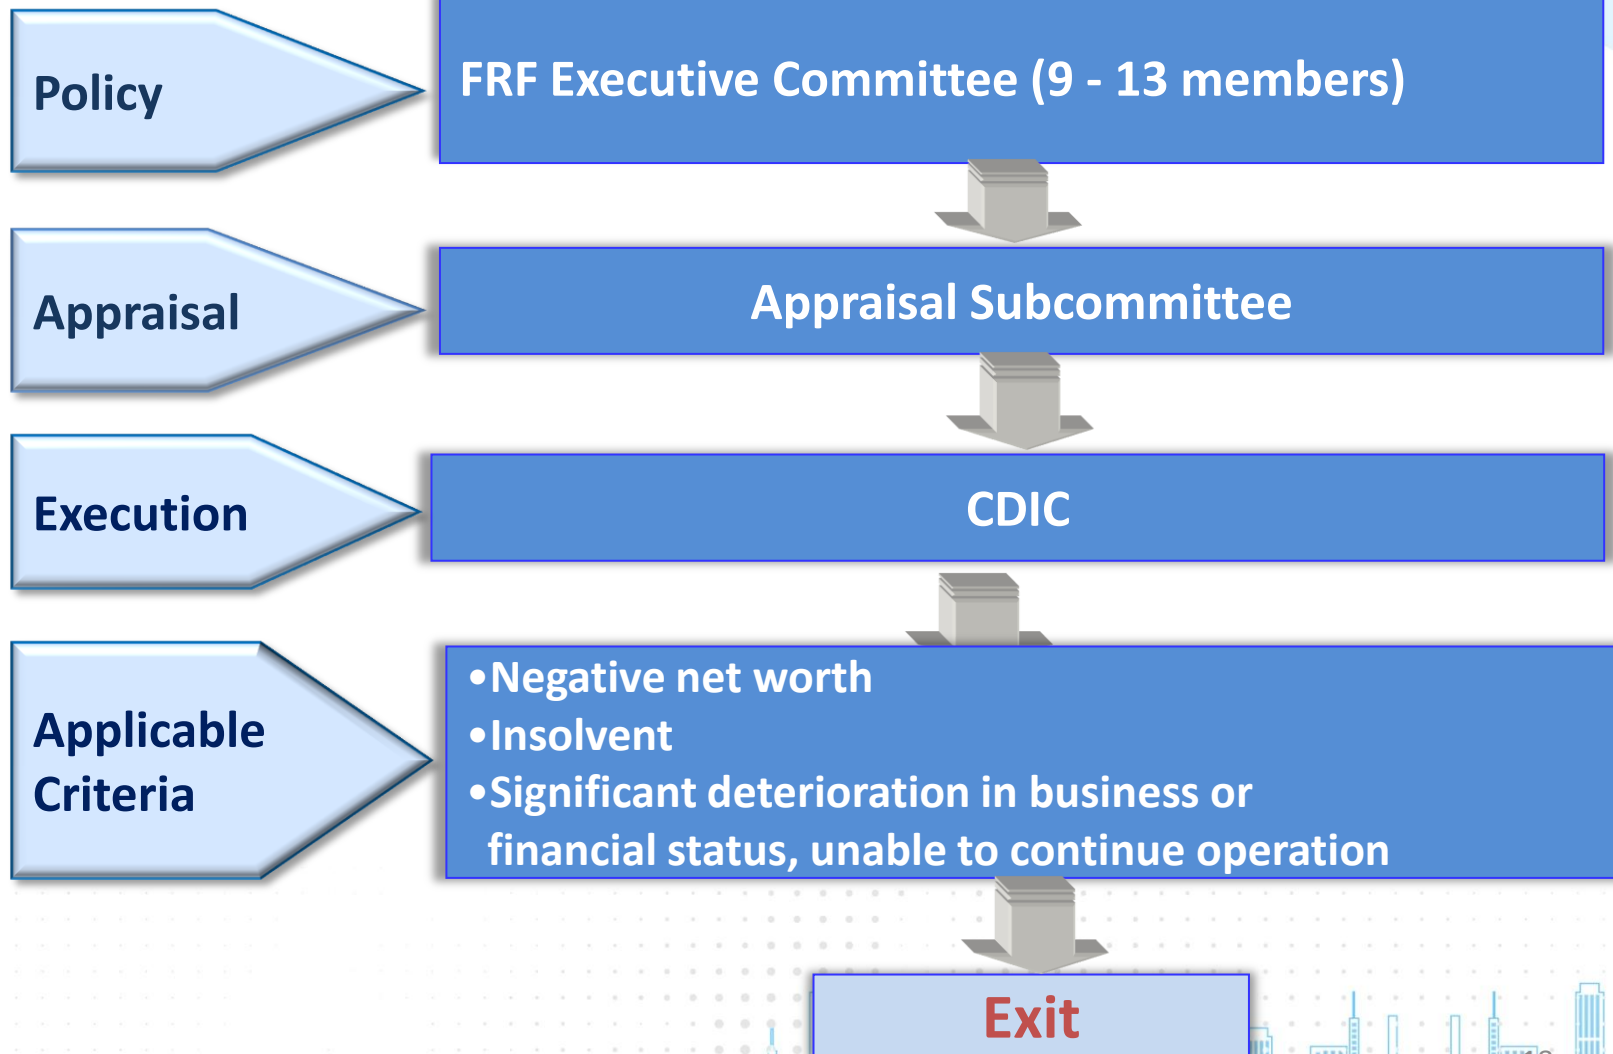 Policy
FRF Executive Committee (9 - 13 members)
Appraisal
Appraisal Subcommittee
Execution
CDIC
Applicable
Criteria
•Negative net worth
•Insolvent
•Significant deterioration in business or
financial status, unable to continue operation
Exit